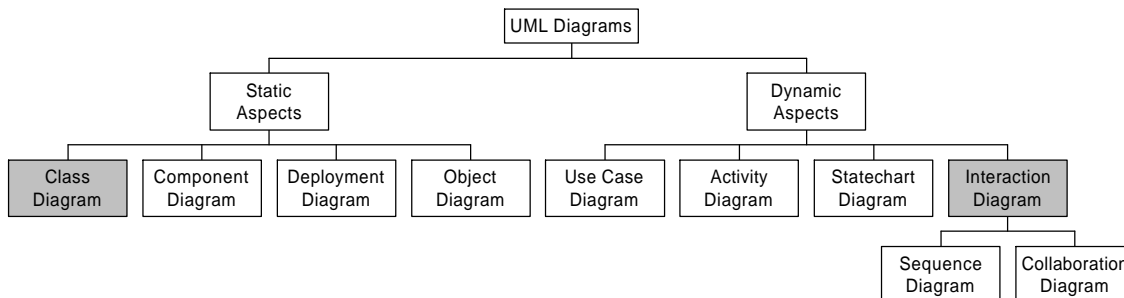 UML Diagrams
Static
Aspects
Dynamic
Aspects
Class
Diagram
Component
Diagram
Deployment
Diagram
Object
Diagram
Use Case
Diagram
Activity
Diagram
Statechart
Diagram
Interaction
Diagram
Sequence
Diagram
Collaboration
Diagram